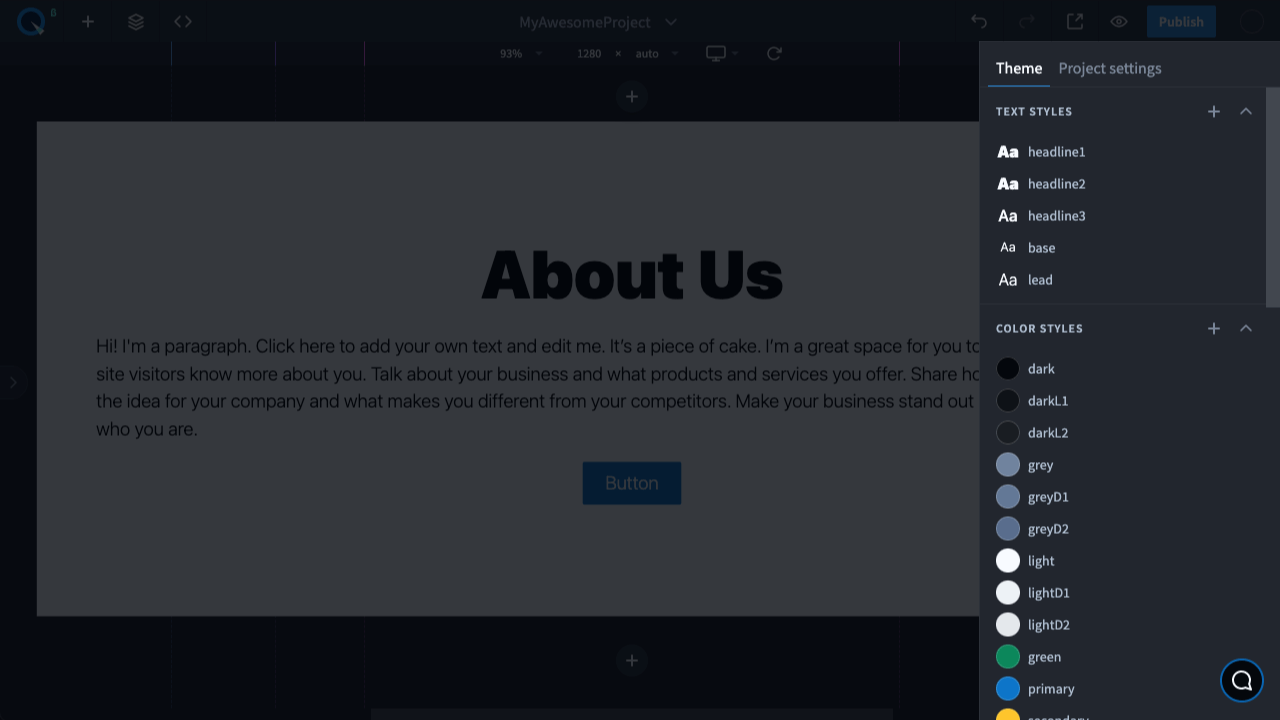 β
MyAwesomeProject
Publish
93%
1280 × auto
About Us
Hi! I'm a paragraph. Click here to add your own text and edit me. It's a piece of cake. I'm a great space for you to
site visitors know more about you. Talk about your business and what products and services you offer. Share
the idea for your company and what makes you different from your competitors. Make your business stand out
who you are.
Button
Theme
Project settings
TEXT STYLES
Aa headline1
Aa headline2
Aa headline3
Aa base
Aa lead
COLOR STYLES
dark
darkL1
darkL2
grey
greyD1
greyD2
light
lightD1
lightD2
green
primary
secondary